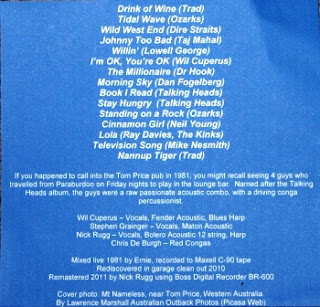 Drink of Wine (Trad)
Tidal Wave (Ozarks)
Wild West End (Dire Straits)
Johnny Too Bad (Taj Mahal)
Willin' (Lowell George)
I'm OK, You're OK (Wil Cuperus)
The Millionaire (Dr Hook)
Morning Sky (Dan Fogelberg)
Book I Read (Talking Heads)
Stay Hungry (Talking Heads)
Standing on a Rock (Ozarks)
Cinnamon Girl (Neil Young)
Lola (Ray Davies, The Kinks)
Television Song (Mike Nesmith)
Nannup Tiger (Trad)
If you happened to call into the Tom Price pub in 1981, you might recall seeing 4 guys who
travelled from Paraburdoo on Friday nights to play in the lounge bar. Named after the Talking
Heads album, the guys were a raw passionate acoustic combo, with a driving conga
percussionist.
Wil Cuperus – Vocals, Fender Acoustic, Blues Harp
Stephen Grainger – Vocals, Maton Acoustic
Nick Rugg – Vocals, Bolero Acoustic 12 string, Harp
Chris De Burgh – Red Congas
Mixed live 1981 by Ernie, recorded to Maxell C-90 tape
Rediscovered in garage clean out 2010
Remastered 2011 by Nick Rugg using Boss Digital Recorder BR-600
Cover photo: Mt Nameless, near Tom Price, Western Australia.
By Lawrence Marshall Australian Outback Photos (Picasa Web)